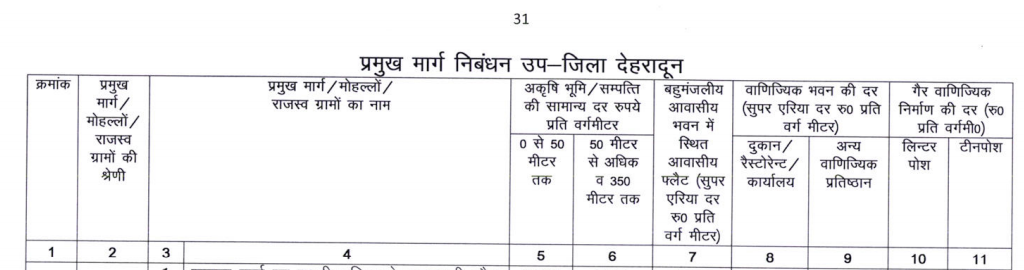 31
प्रमुख मार्ग निबंधन उप–जिला देहरादून
क्रमांक
प्रमुख
मार्ग/
मोहल्लों/
राजस्व
ग्रामों की
श्रेणी
प्रमुख मार्ग/मोहल्लों/
राजस्व ग्रामों का नाम
अकृषि भूमि/सम्पत्ति
की सामान्य दर रुपये
प्रति वर्गमीटर
0 से 50
मीटर
तक
50 मीटर
से अधिक
व 350
मीटर तक
बहुमंजलीय
आवासीय
भवन में
स्थित
आवासीय
फ्लैट (सुपर
एरिया दर
रु0 प्रति
वर्ग मीटर)
वाणिज्यिक भवन की दर
(सुपर एरिया दर रु0 प्रति
वर्ग मीटर)
दुकान/
रैस्टोरेन्ट/
कार्यालय
अन्य
वाणिज्यिक
प्रतिष्ठान
गैर वाणिज्यिक
निर्माण की दर (रु0
प्रति वर्गमी0)
लिन्टर
पोश
टीनपोश
1 2 3 4 5 6 7 8 9 10 11